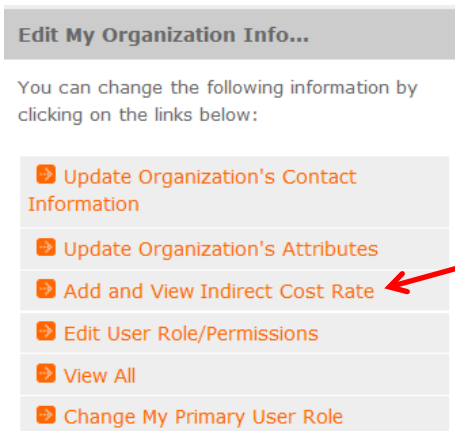 Edit My Organization Info...
You can change the following information by
clicking on the links below:
Update Organization's Contact
Information
Update Organization's Attributes
Add and View Indirect Cost Rate
Edit User Role/Permissions
View All
Change My Primary User Role